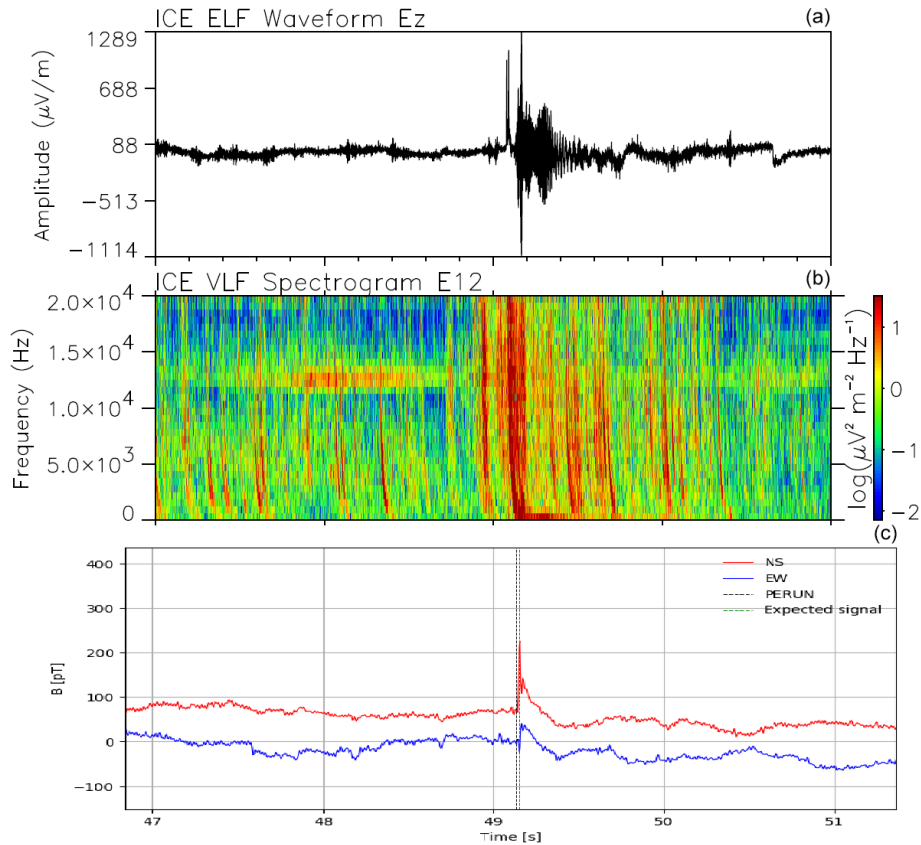 ICE ELF Waveform Ez (a)
1289
688
88
−513
−1114
Amplitude (μV/m)
ICE VLF Spectrogram E12 (b)
2.0×10⁴
1.5×10⁴
1.0×10⁴
5.0×10³
0
Frequency (Hz)
1
0
−1
−2
log(μV² m⁻² Hz⁻¹)
(c)
400
300
200
100
0
−100
B [pT]
NS
EW
PERUN
Expected signal
47 48 49 50 51
Time [s]